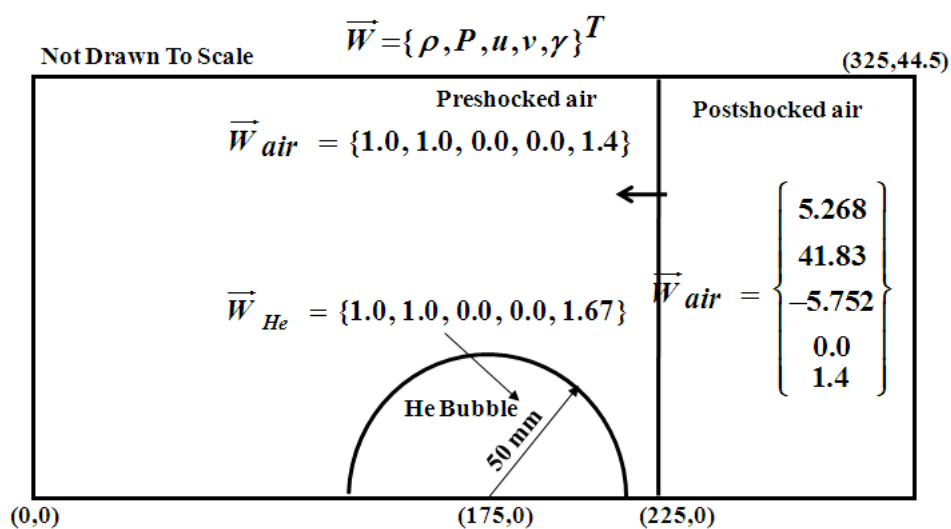 W = { ρ , P , u , v , γ }^T
Not Drawn To Scale
(325,44.5)
Preshocked air
Postshocked air
W air = {1.0, 1.0, 0.0, 0.0, 1.4}
5.268
41.83
W air =
–5.752
0.0
1.4
W He = {1.0, 1.0, 0.0, 0.0, 1.67}
He Bubble
50 mm
(0,0)
(175,0)
(225,0)